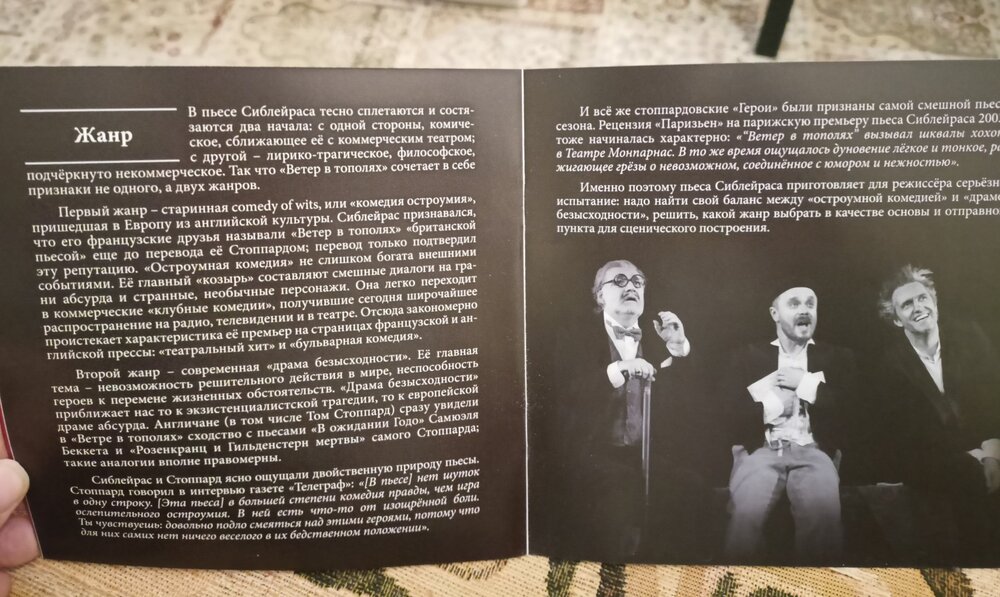 Жанр
В пьесе Сиблейраса тесно сплетаются и состя-
заются два начала: с одной стороны, комиче-
ское, сближающее её с коммерческим театром;
с другой – лирико-трагическое, философское,
подчёркнуто некоммерческое. Так что «Ветер в тополях» сочетает в себе
признаки не одного, а двух жанров.
Первый жанр – старинная comedy of wits, или «комедия остроумия»,
пришедшая в Европу из английской культуры. Сиблейрас признавался,
что его французские друзья называли «Ветер в тополях» «британской
пьесой» еще до перевода её Стоппардом; перевод только подтвердил
эту репутацию. «Остроумная комедия» не слишком богата внешними
событиями. Её главный «козырь» составляют смешные диалоги на гра-
ни абсурда и странные, необычные персонажи. Она легко переходит
в коммерческие «клубные комедии», получившие сегодня широчайшее
распространение на радио, телевидении и в театре. Отсюда закономерно
проистекает характеристика её премьер на страницах французской и ан-
глийской прессы: «театральный хит» и «бульварная комедия».
Второй жанр – современная «драма безысходности». Её главная
тема – невозможность решительного действия в мире, неспособность
героев к перемене жизненных обстоятельств. «Драма безысходности»
приближает нас то к экзистенциалистской трагедии, то к европейской
драме абсурда. Англичане (в том числе Том Стоппард) сразу увидели
в «Ветре в тополях» сходство с пьесами «В ожидании Годо» Самюэля
Беккета и «Розенкранц и Гильденстерн мертвы» самого Стоппарда;
такие аналогии вполне правомерны.
Сиблейрас и Стоппард ясно ощущали двойственную природу пьесы.
Стоппард говорил в интервью газете «Телеграф»: «[В пьесе] нет шуток
в одну строку. [Эта пьеса] в большей степени комедия правды, чем игра
ослепительного остроумия. В ней есть что-то от изощрённой боли.
Ты чувствуешь: довольно подло смеяться над этими героями, потому что
для них самих нет ничего веселого в их бедственном положении».
И всё же стоппардовские «Герои» были признаны самой смешной пьес
сезона. Рецензия «Паризьен» на парижскую премьеру пьесы Сиблейраса 200
тоже начиналась характерно: «"Ветер в тополях" вызывал шквалы хохо
в Театре Монпарнас. В то же время ощущалось дуновение лёгкое и тонкое, ра
жигающее грёзы о невозможном, соединённое с юмором и нежностью».
Именно поэтому пьеса Сиблейраса приготовляет для режиссёра серьёзн
испытание: надо найти свой баланс между «остроумной комедией» и «драмо
безысходности», решить, какой жанр выбрать в качестве основы и отправно
пункта для сценического построения.